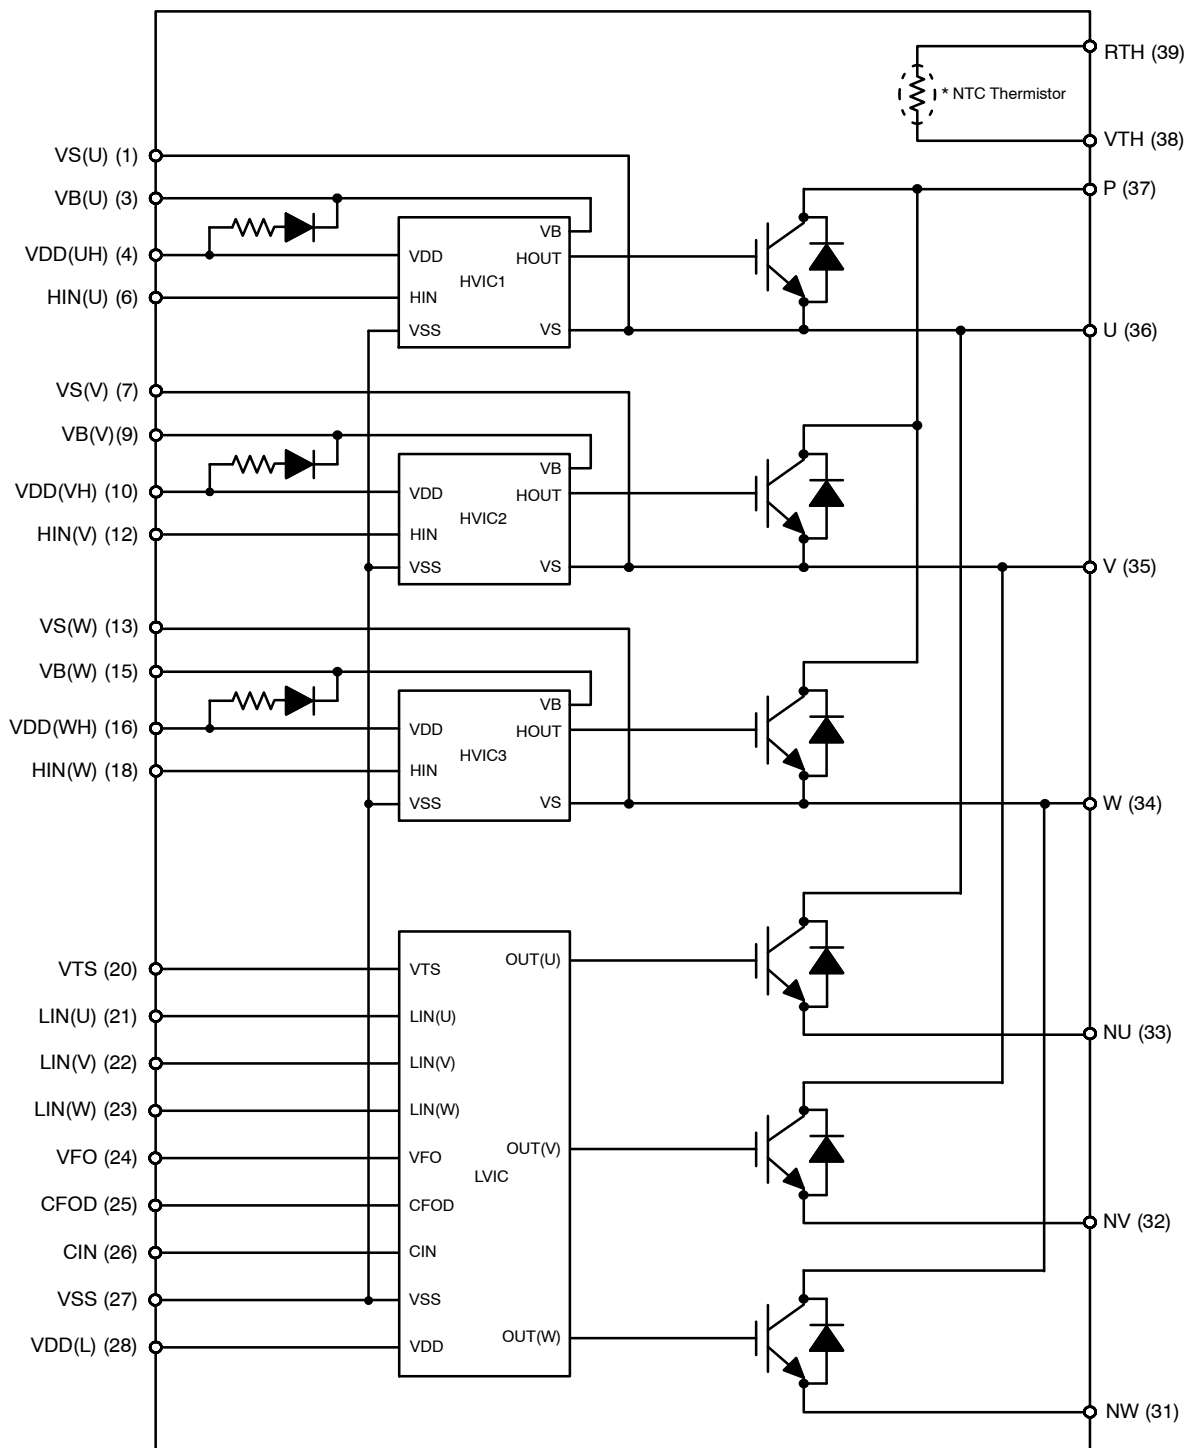 RTH (39)
* NTC Thermistor
VTH (38)
P (37)
VS(U) (1)
VB(U) (3)
VDD(UH) (4)
HIN(U) (6)
VB
VDD
HOUT
HVIC1
HIN
VSS
VS
U (36)
VS(V) (7)
VB(V)(9)
VDD(VH) (10)
HIN(V) (12)
VB
VDD
HOUT
HVIC2
HIN
VSS
VS
V (35)
VS(W) (13)
VB(W) (15)
VDD(WH) (16)
HIN(W) (18)
VB
VDD
HOUT
HVIC3
HIN
VSS
VS
W (34)
VTS (20)
LIN(U) (21)
LIN(V) (22)
LIN(W) (23)
VFO (24)
CFOD (25)
CIN (26)
VSS (27)
VDD(L) (28)
VTS
LIN(U)
LIN(V)
LIN(W)
VFO
CFOD
CIN
VSS
VDD
LVIC
OUT(U)
OUT(V)
OUT(W)
NU (33)
NV (32)
NW (31)